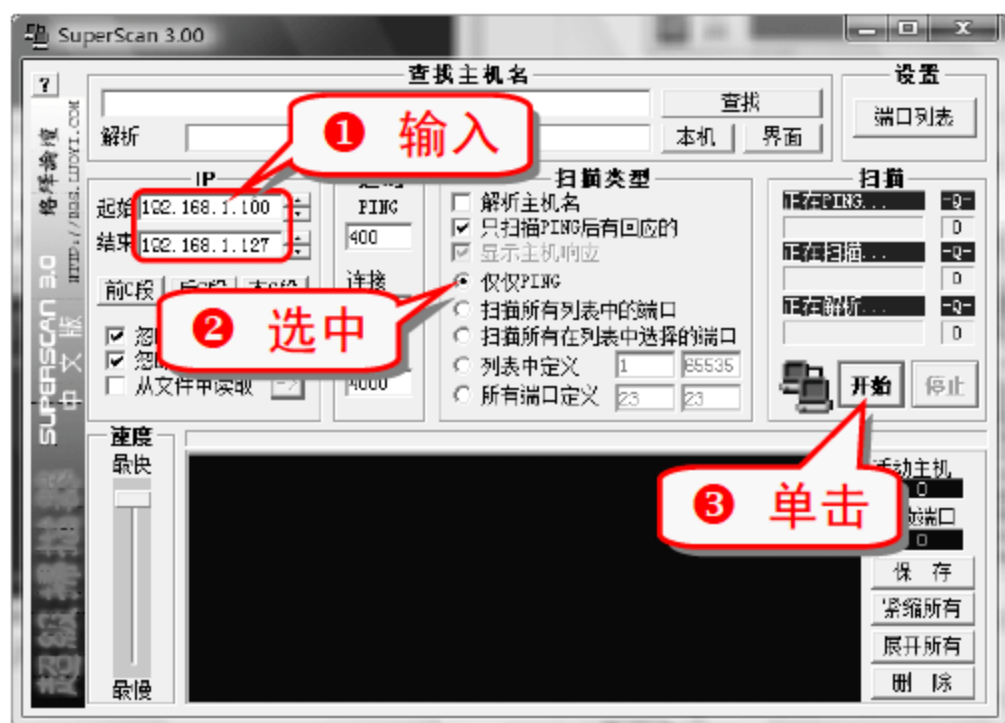 SuperScan 3.00
?
查找主机名
查找
解析
本机
界面
设置
端口列表
❶ 输入
IP
起始 192.168.1.100
结束 192.168.1.127
前C段
❷ 选中
从文件中读取 ->
PING
400
连接
4000
扫描类型
解析主机名
只扫描PING后有回应的
显示主机响应
仅仅PING
扫描所有列表中的端口
扫描所有在列表中选择的端口
列表中定义 1 65535
所有端口定义 23 23
扫描
正在PING... -Q-
0
正在扫描... -Q-
0
正在解析... -Q-
0
开始
停止
❸ 单击
速度
最快
最慢
活动主机
0
端口
0
保 存
紧缩所有
展开所有
删 除
SUPERSCAN 3.0
中文版